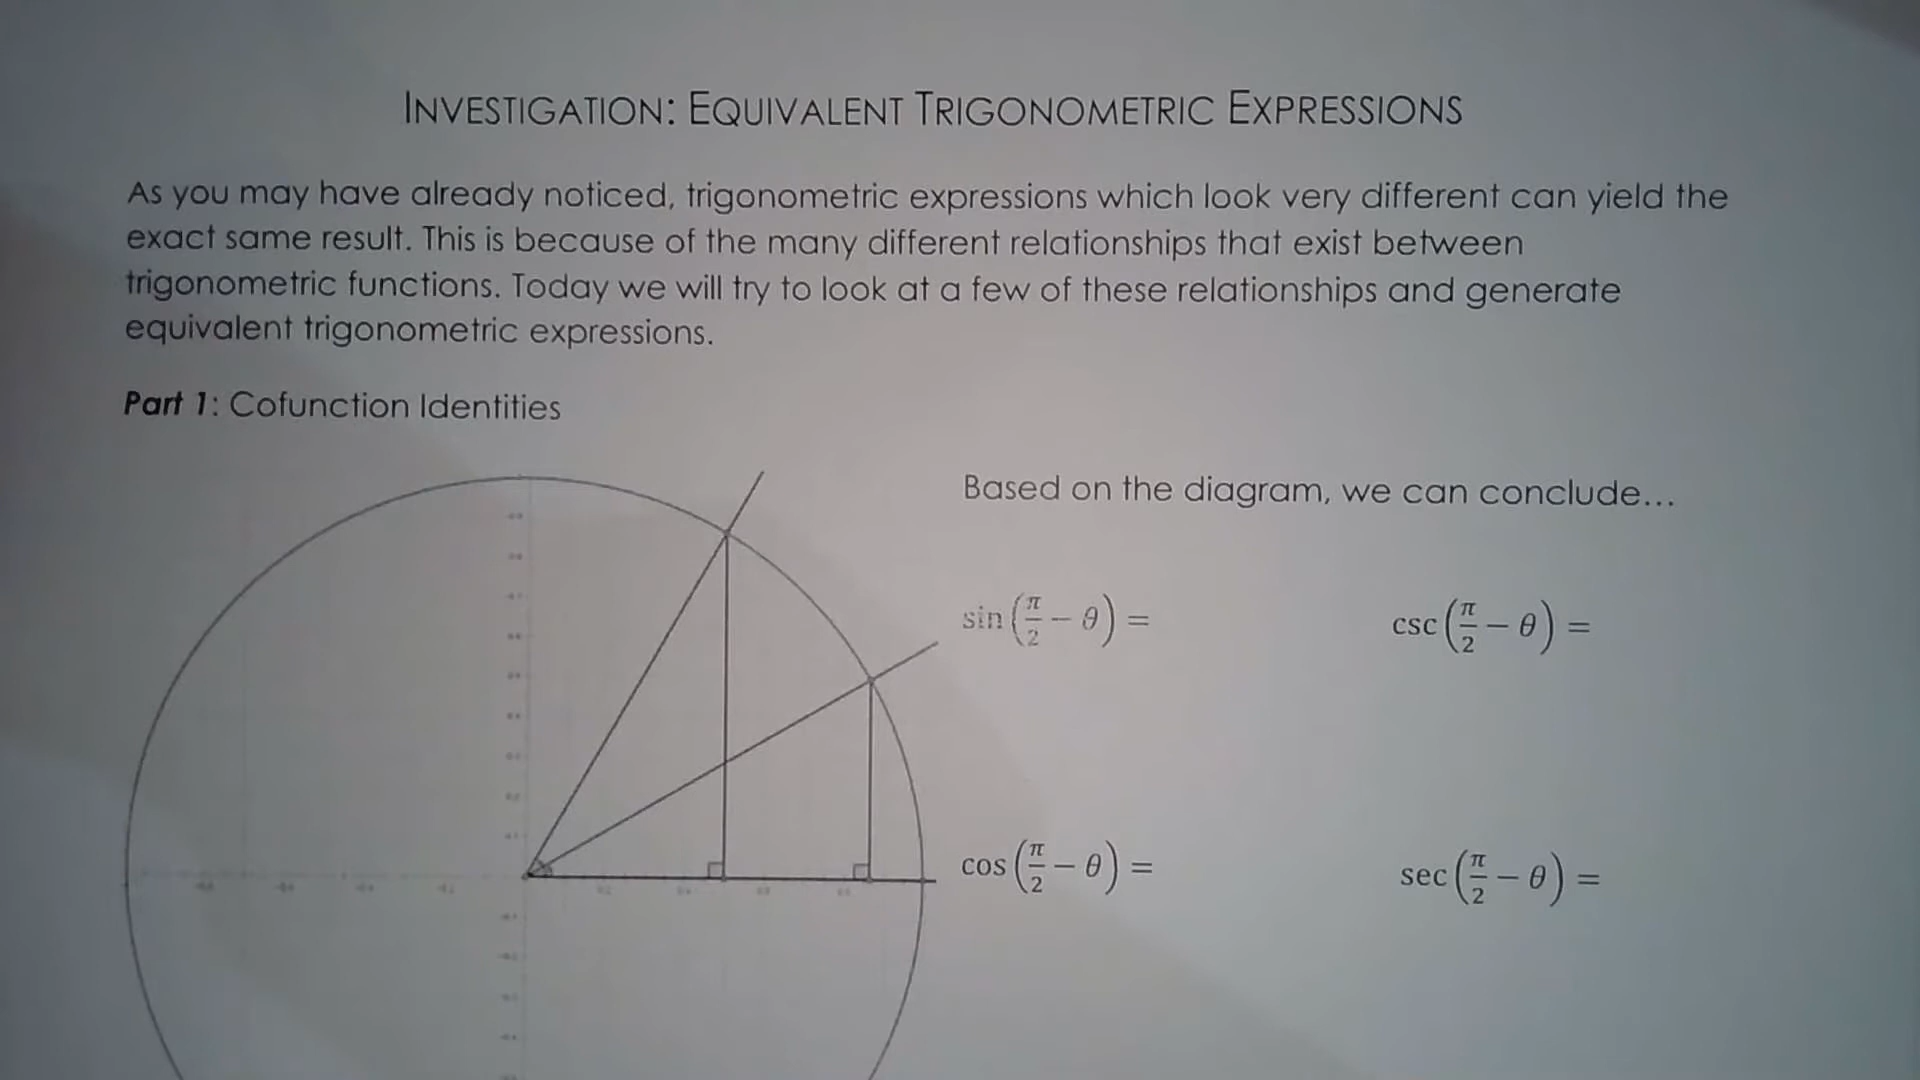 INVESTIGATION: EQUIVALENT TRIGONOMETRIC EXPRESSIONS
As you may have already noticed, trigonometric expressions which look very different can yield the
exact same result. This is because of the many different relationships that exist between
trigonometric functions. Today we will try to look at a few of these relationships and generate
equivalent trigonometric expressions.
Part 1: Cofunction Identities
Based on the diagram, we can conclude...
sin(π/2 − θ) =
csc(π/2 − θ) =
cos(π/2 − θ) =
sec(π/2 − θ) =